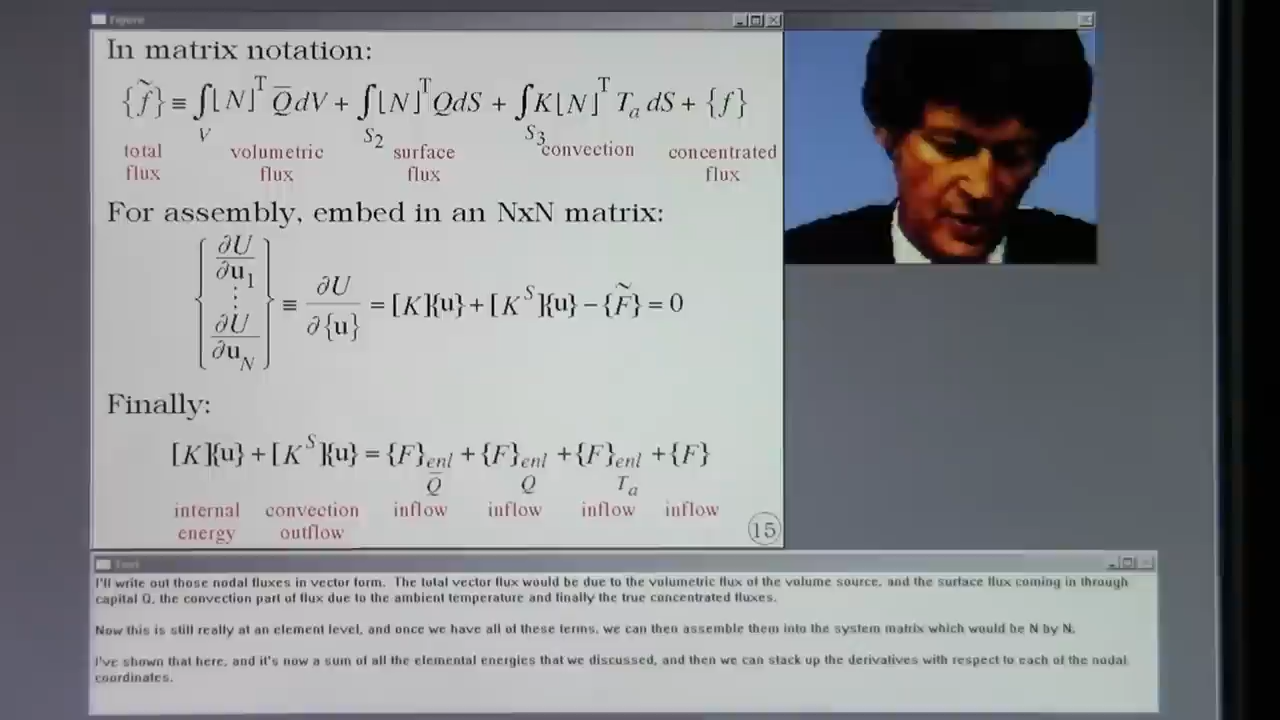 Figure
In matrix notation:
{f̃} ≡ ∫⌊N⌋ᵀ Q̄dV + ∫⌊N⌋ᵀ QdS + ∫K⌊N⌋ᵀ Tₐ dS + {f}
V S₂ S₃
total volumetric surface convection concentrated
flux flux flux flux
For assembly, embed in an NxN matrix:
{∂U/∂u₁ ⋮ ∂U/∂u_N} ≡ ∂U/∂{u} = [K]{u} + [Kˢ]{u} − {F̃} = 0
Finally:
[K]{u} + [Kˢ]{u} = {F}enl + {F}enl + {F}enl + {F}
Q̄ Q Tₐ
internal convection inflow inflow inflow inflow
energy outflow
15
Text
I'll write out those nodal fluxes in vector form. The total vector flux would be due to the volumetric flux of the volume source, and the surface flux coming in through
capital Q, the convection part of flux due to the ambient temperature and finally the true concentrated fluxes.
Now this is still really at an element level, and once we have all of these terms, we can then assemble them into the system matrix which would be N by N.
I've shown that here, and it's now a sum of all the elemental energies that we discussed, and then we can stack up the derivatives with respect to each of the nodal
coordinates.